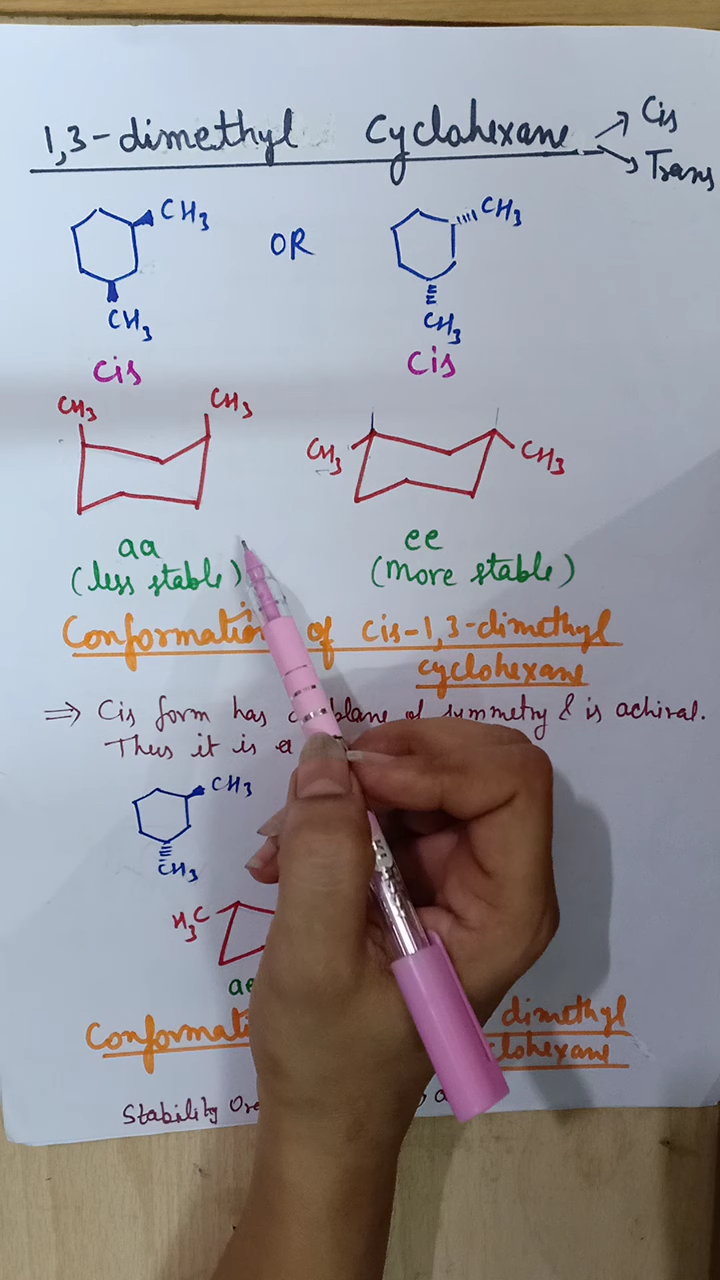 1,3-dimethyl Cyclohexane
Cis
Trans
CH3 CH3
OR
CH3 CH3
Cis Cis
CH3 CH3
CH3 CH3
aa ee
(less stable) (More stable)
Conformation of cis-1,3-dimethyl
cyclohexane
⇒ Cis form has plane of symmetry & is achiral.
Thus it is a
CH3
CH3
H3C
ae
dimethyl
Stability